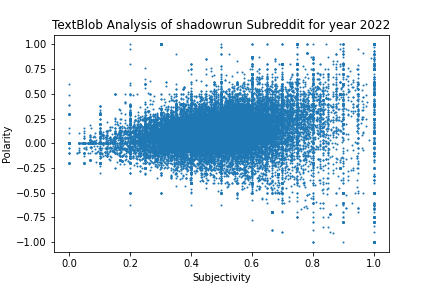 TextBlob Analysis of shadowrun Subreddit for year 2022
1.00
0.75
0.50
0.25
0.00
−0.25
−0.50
−0.75
−1.00
Polarity
0.0 0.2 0.4 0.6 0.8 1.0
Subjectivity